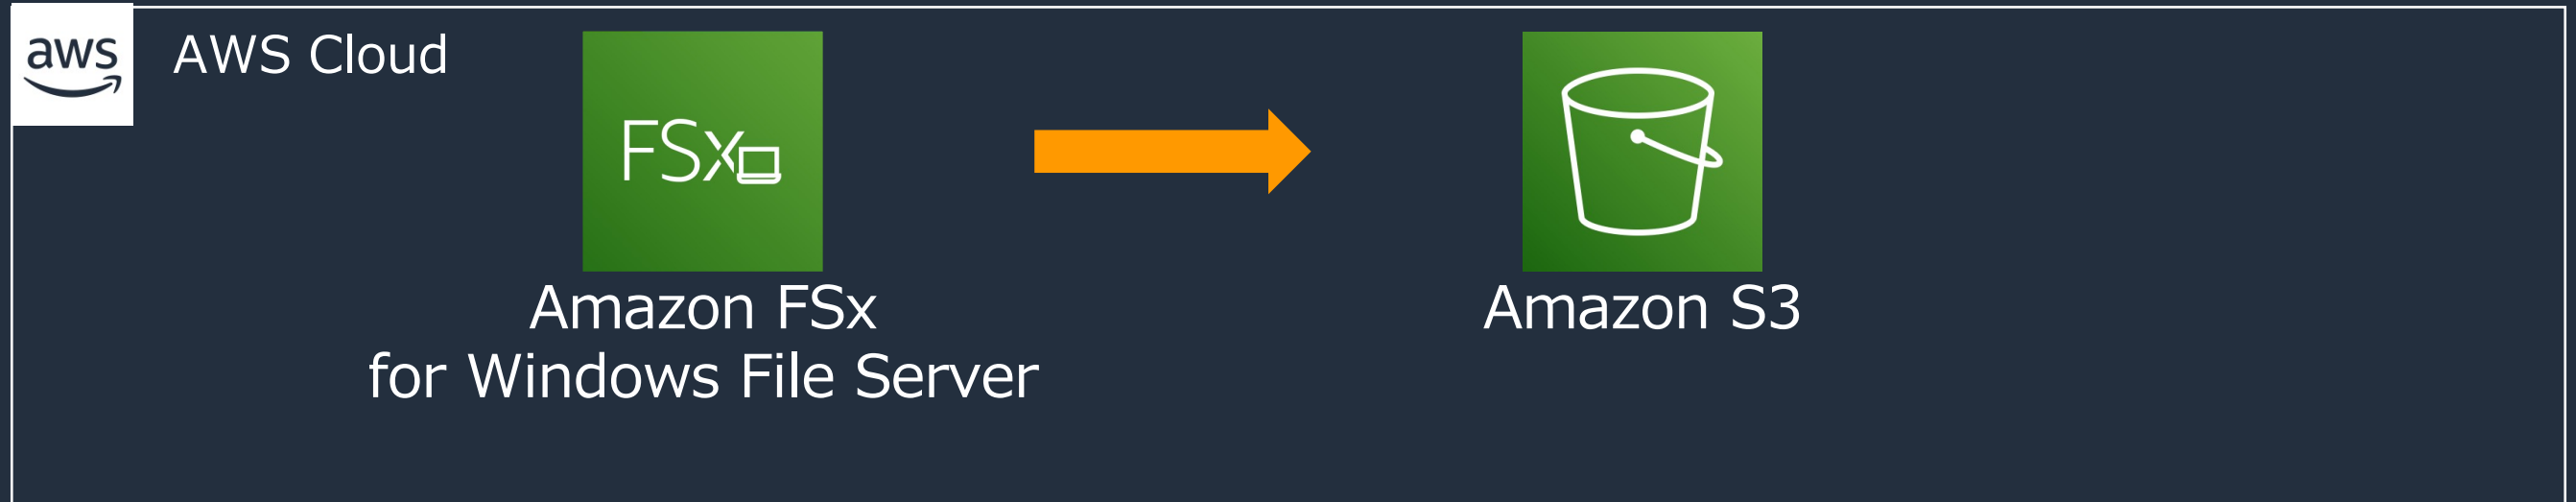 aws
AWS Cloud
FSx
Amazon FSx
for Windows File Server
Amazon S3